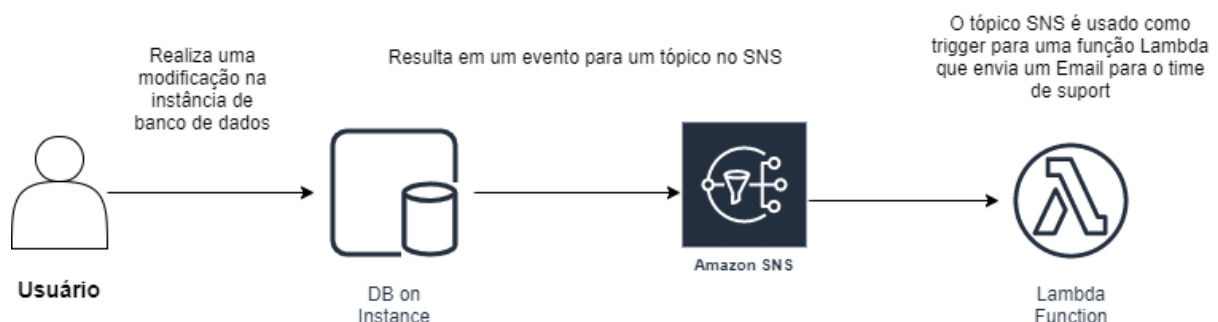 Realiza uma
modificação na
instância de
banco de dados
Resulta em um evento para um tópico no SNS
O tópico SNS é usado como
trigger para uma função Lambda
que envia um Email para o time
de suport
Usuário
DB on
Instance
Amazon SNS
Lambda
Function